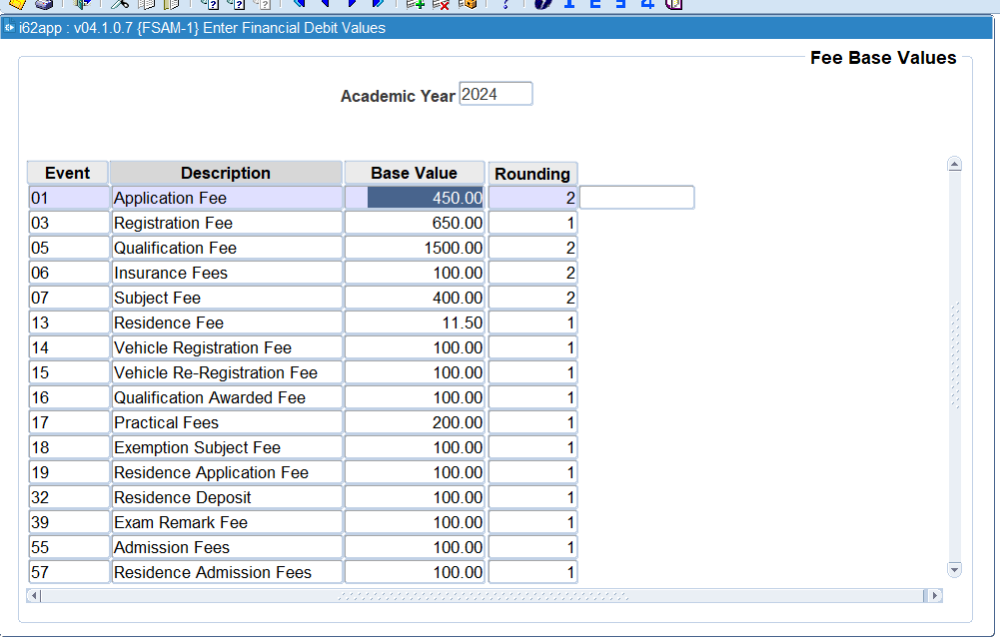 i62app : v04.1.0.7 {FSAM-1} Enter Financial Debit Values
Fee Base Values
Academic Year 2024
Event Description Base Value Rounding
01 Application Fee 450.00 2
03 Registration Fee 650.00 1
05 Qualification Fee 1500.00 2
06 Insurance Fees 100.00 2
07 Subject Fee 400.00 2
13 Residence Fee 11.50 1
14 Vehicle Registration Fee 100.00 1
15 Vehicle Re-Registration Fee 100.00 1
16 Qualification Awarded Fee 100.00 1
17 Practical Fees 200.00 1
18 Exemption Subject Fee 100.00 1
19 Residence Application Fee 100.00 1
32 Residence Deposit 100.00 1
39 Exam Remark Fee 100.00 1
55 Admission Fees 100.00 1
57 Residence Admission Fees 100.00 1